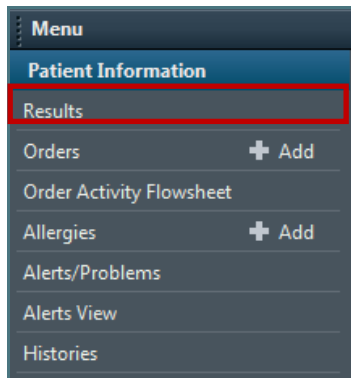 Menu
Patient Information
Results
Orders + Add
Order Activity Flowsheet
Allergies + Add
Alerts/Problems
Alerts View
Histories